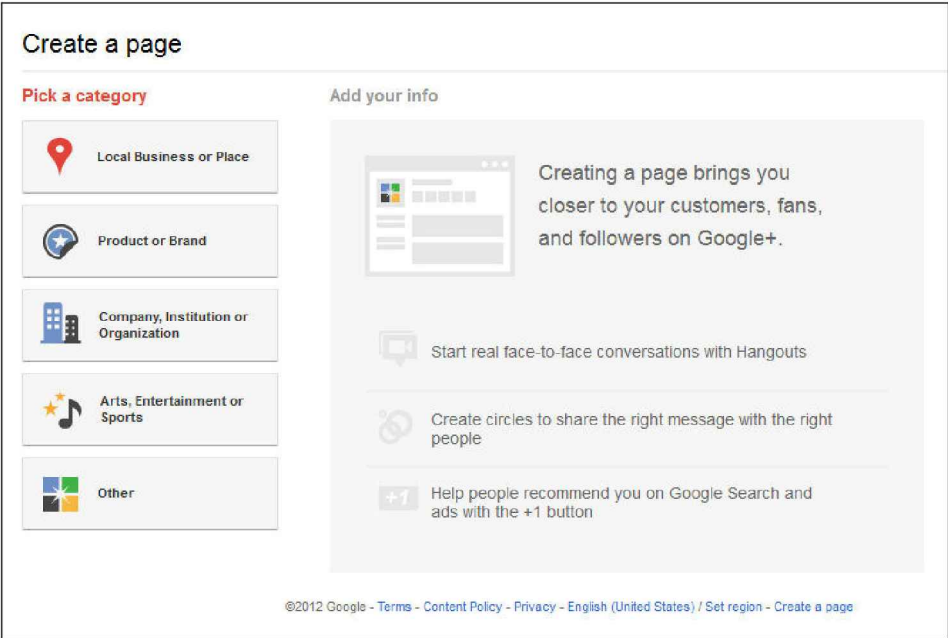 Create a page
Pick a category
Local Business or Place
Product or Brand
Company, Institution or
Organization
Arts, Entertainment or
Sports
Other
Add your info
Creating a page brings you
closer to your customers, fans,
and followers on Google+.
Start real face-to-face conversations with Hangouts
Create circles to share the right message with the right
people
+1
Help people recommend you on Google Search and
ads with the +1 button
©2012 Google - Terms - Content Policy - Privacy - English (United States) / Set region - Create a page